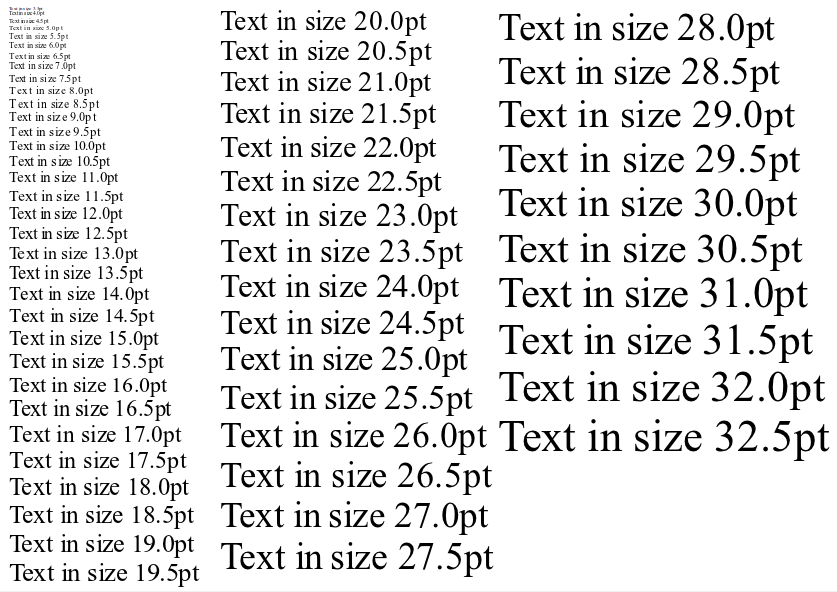 Text in size 3.5pt
Text in size 4.0pt
Text in size 4.5pt
Text in size 5.0pt
Text in size 5.5pt
Text in size 6.0pt
Text in size 6.5pt
Text in size 7.0pt
Text in size 7.5pt
Text in size 8.0pt
Text in size 8.5pt
Text in size 9.0pt
Text in size 9.5pt
Text in size 10.0pt
Text in size 10.5pt
Text in size 11.0pt
Text in size 11.5pt
Text in size 12.0pt
Text in size 12.5pt
Text in size 13.0pt
Text in size 13.5pt
Text in size 14.0pt
Text in size 14.5pt
Text in size 15.0pt
Text in size 15.5pt
Text in size 16.0pt
Text in size 16.5pt
Text in size 17.0pt
Text in size 17.5pt
Text in size 18.0pt
Text in size 18.5pt
Text in size 19.0pt
Text in size 19.5pt
Text in size 20.0pt
Text in size 20.5pt
Text in size 21.0pt
Text in size 21.5pt
Text in size 22.0pt
Text in size 22.5pt
Text in size 23.0pt
Text in size 23.5pt
Text in size 24.0pt
Text in size 24.5pt
Text in size 25.0pt
Text in size 25.5pt
Text in size 26.0pt
Text in size 26.5pt
Text in size 27.0pt
Text in size 27.5pt
Text in size 28.0pt
Text in size 28.5pt
Text in size 29.0pt
Text in size 29.5pt
Text in size 30.0pt
Text in size 30.5pt
Text in size 31.0pt
Text in size 31.5pt
Text in size 32.0pt
Text in size 32.5pt